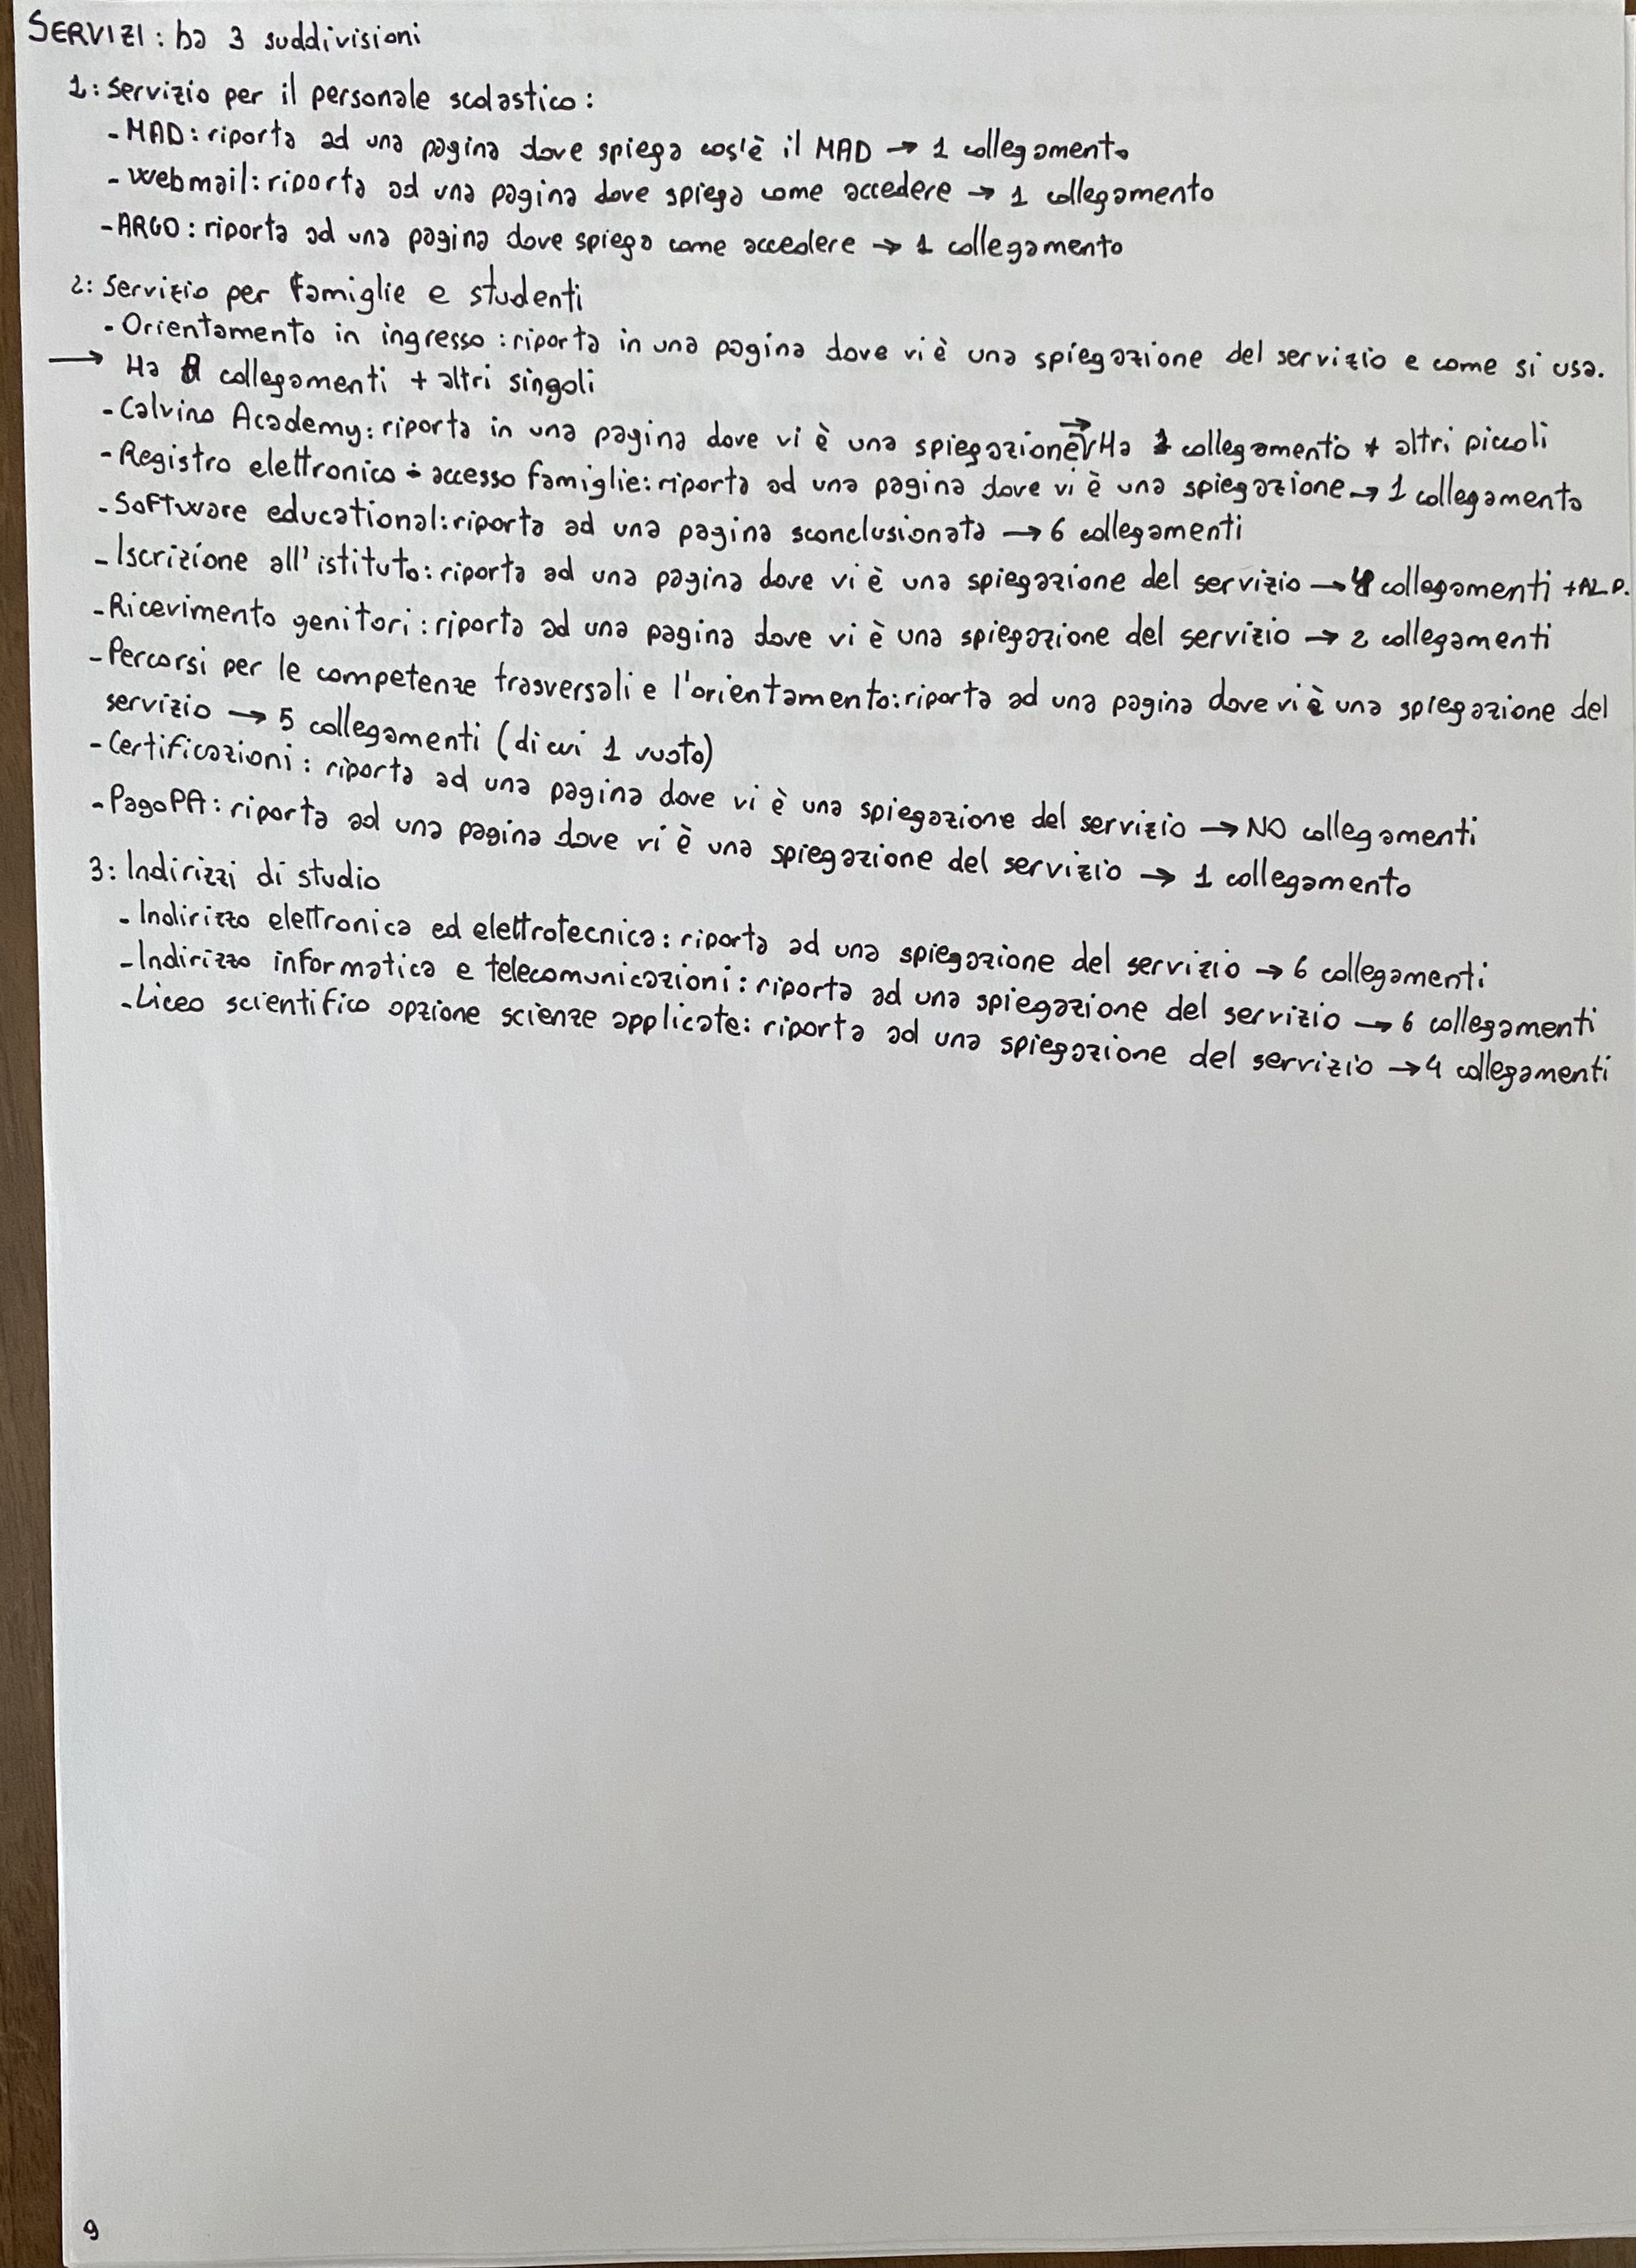 SERVIZI: ha 3 suddivisioni
1: Servizio per il personale scolastico:
- MAD: riporta ad una pagina dove spiega cos'è il MAD → 1 collegamento
- Webmail: riporta ad una pagina dove spiega come accedere → 1 collegamento
- ARGO: riporta ad una pagina dove spiega come accedere → 1 collegamento
2: Servizio per famiglie e studenti
- Orientamento in ingresso: riporta in una pagina dove vi è una spiegazione del servizio e come si usa.
→ Ha collegamenti + altri singoli
- Calvino Academy: riporta in una pagina dove vi è una spiegazione → Ha 1 collegamento + altri piccoli
- Registro elettronico - accesso famiglie: riporta ad una pagina dove vi è una spiegazione → 1 collegamento
- Software educational: riporta ad una pagina sconclusionata → 6 collegamenti
- Iscrizione all'istituto: riporta ad una pagina dove vi è una spiegazione del servizio → collegamenti + AL.P.
- Ricevimento genitori: riporta ad una pagina dove vi è una spiegazione del servizio → 2 collegamenti
- Percorsi per le competenze trasversali e l'orientamento: riporta ad una pagina dove vi è una spiegazione del
servizio → 5 collegamenti (di cui 1 vuoto)
- Certificazioni: riporta ad una pagina dove vi è una spiegazione del servizio → NO collegamenti
- PagoPA: riporta ad una pagina dove vi è una spiegazione del servizio → 1 collegamento
3: Indirizzi di studio
- Indirizzo elettronica ed elettrotecnica: riporta ad una spiegazione del servizio → 6 collegamenti
- Indirizzo informatica e telecomunicazioni: riporta ad una spiegazione del servizio → 6 collegamenti
- Liceo scientifico opzione scienze applicate: riporta ad una spiegazione del servizio → 4 collegamenti
9